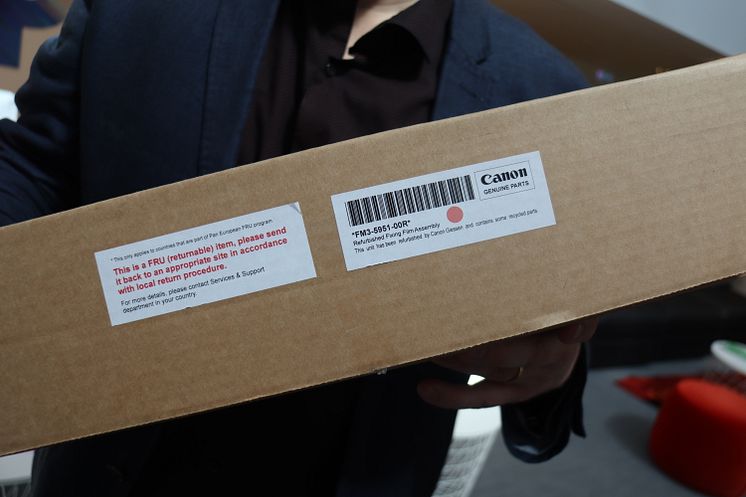 *This only applies to countries that are part of Pan European FRU program
This is a FRU (returnable) item, please send
it back to an appropriate site in accordance
with local return procedure.
For more details, please contact Services & Support
department in your country.
Canon
GENUINE PARTS
*FM3-5951-00R*
Refurbished Fixing Film Assembly
This unit has been refurbished by Canon Giessen and contains some recycled parts